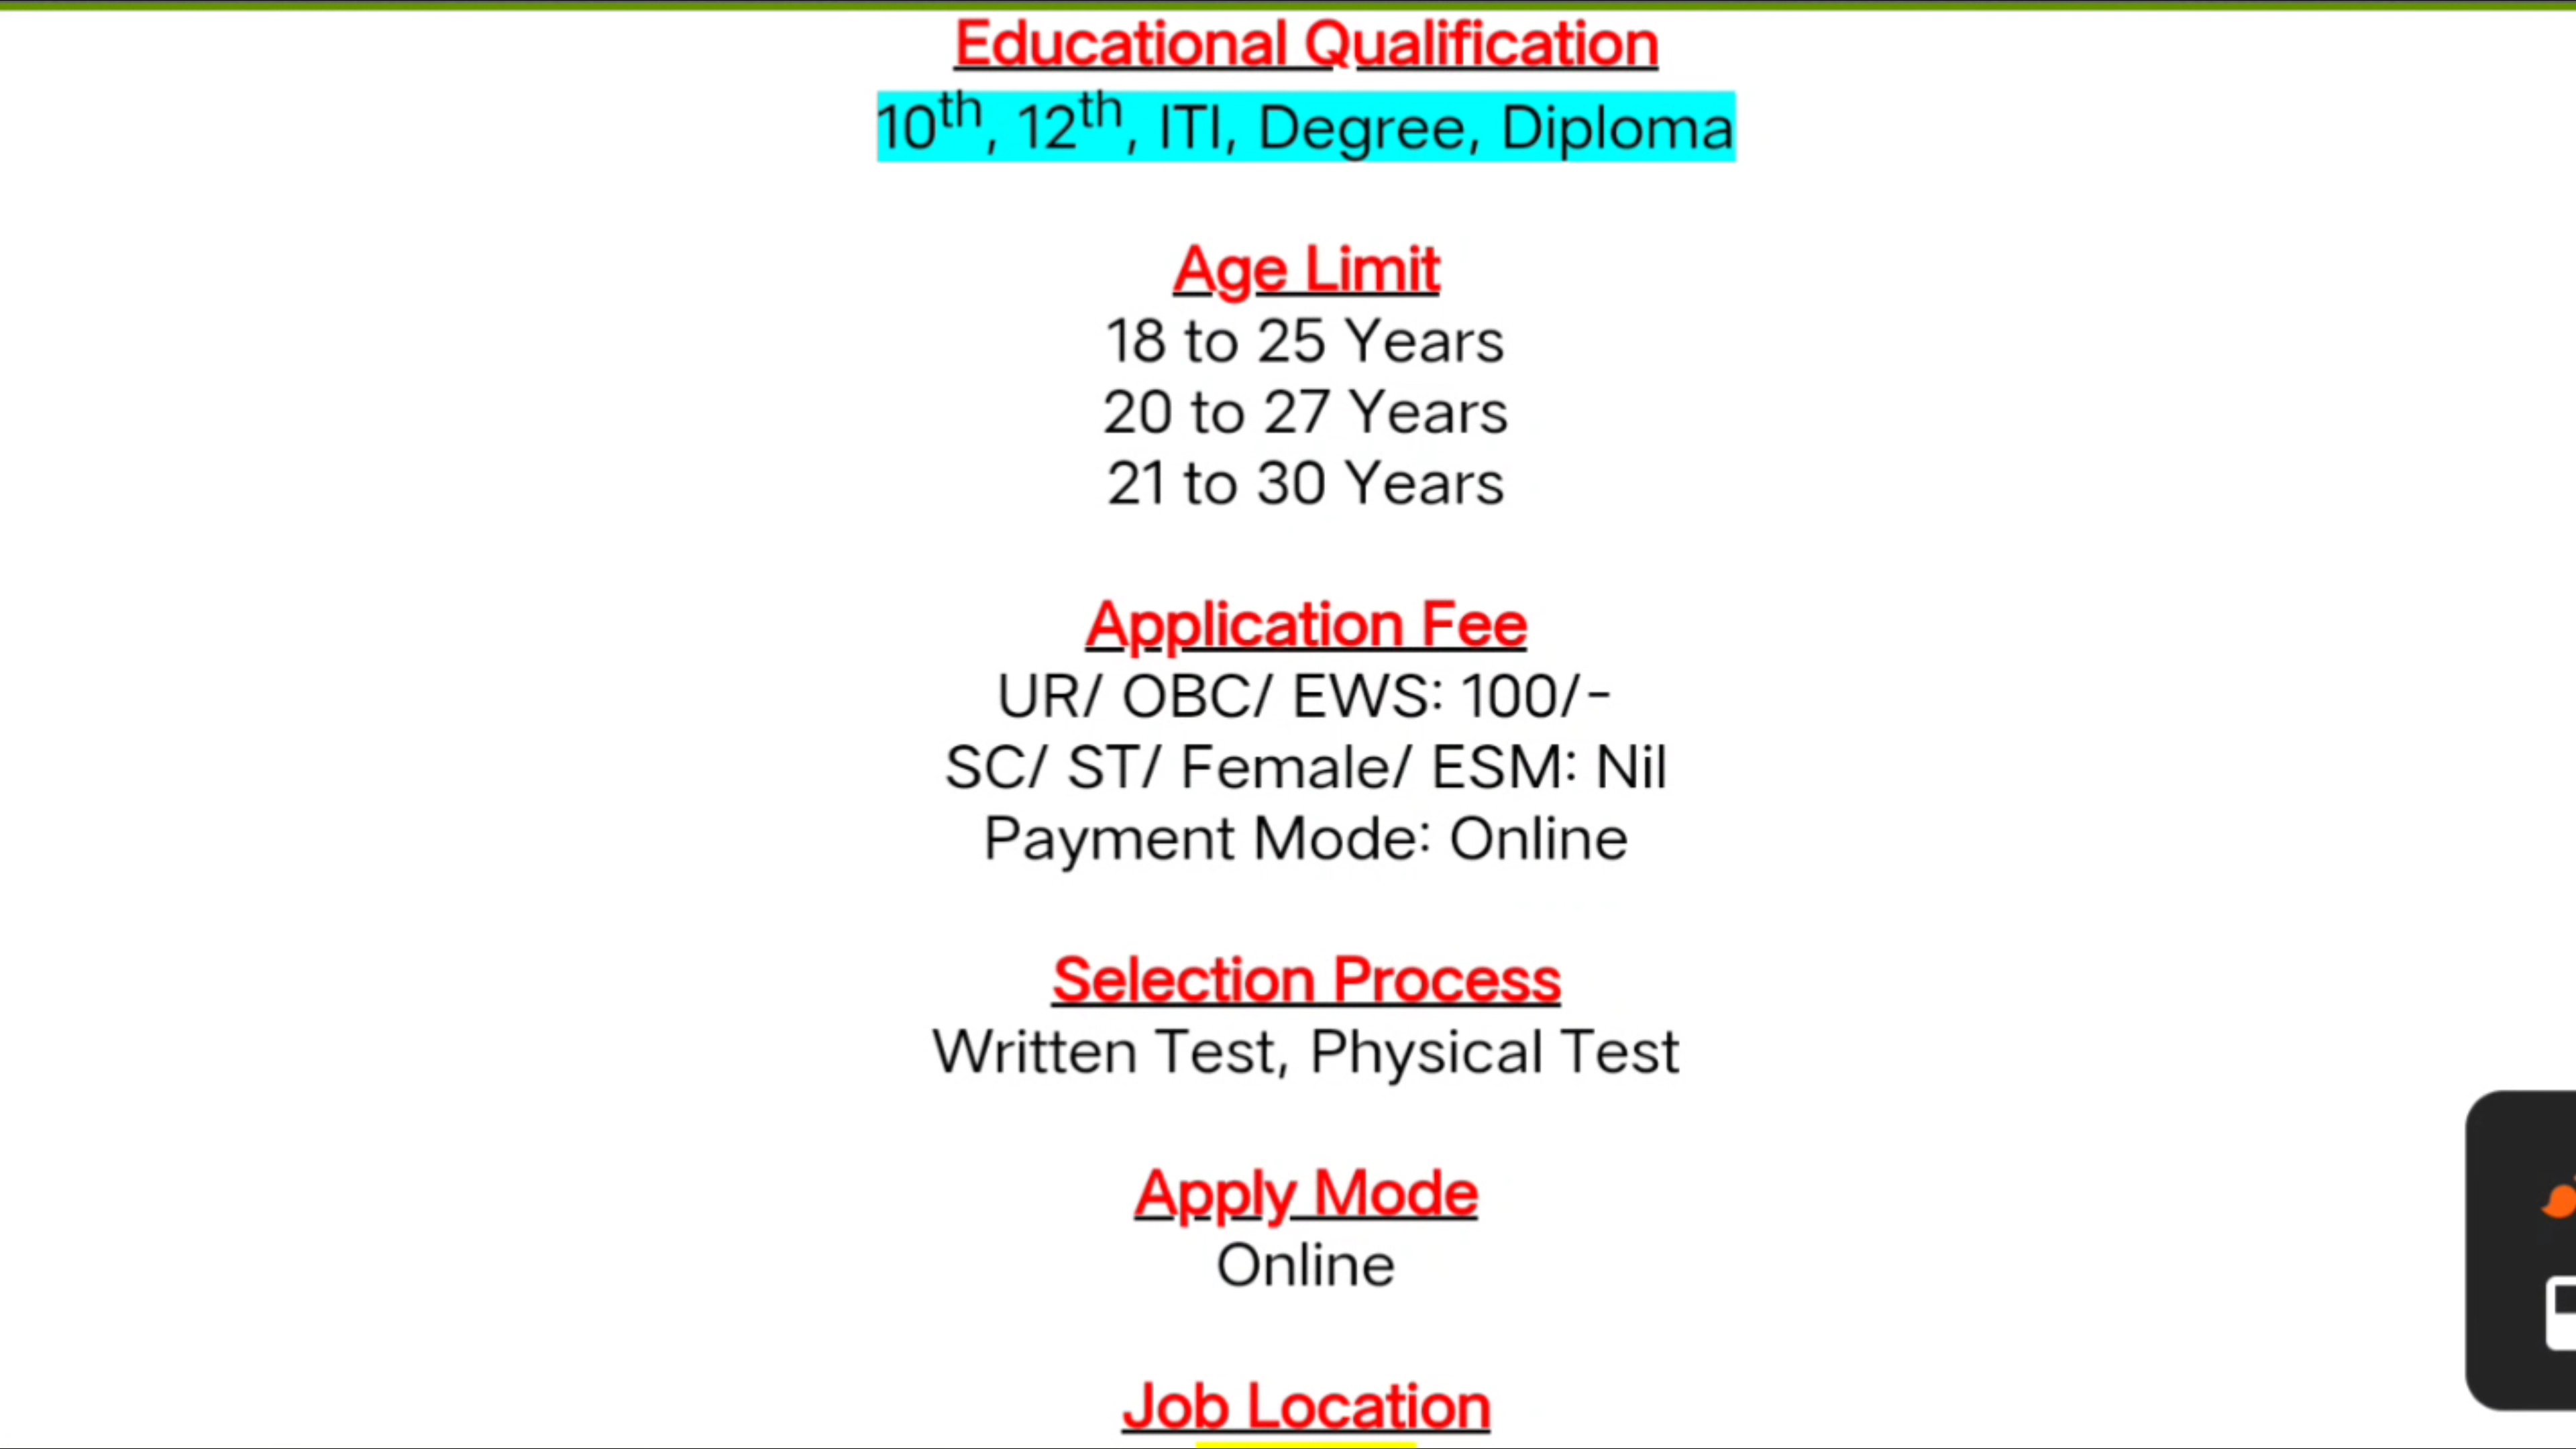 Educational Qualification
10th, 12th, ITI, Degree, Diploma
Age Limit
18 to 25 Years
20 to 27 Years
21 to 30 Years
Application Fee
UR/ OBC/ EWS: 100/-
SC/ ST/ Female/ ESM: Nil
Payment Mode: Online
Selection Process
Written Test, Physical Test
Apply Mode
Online
Job Location